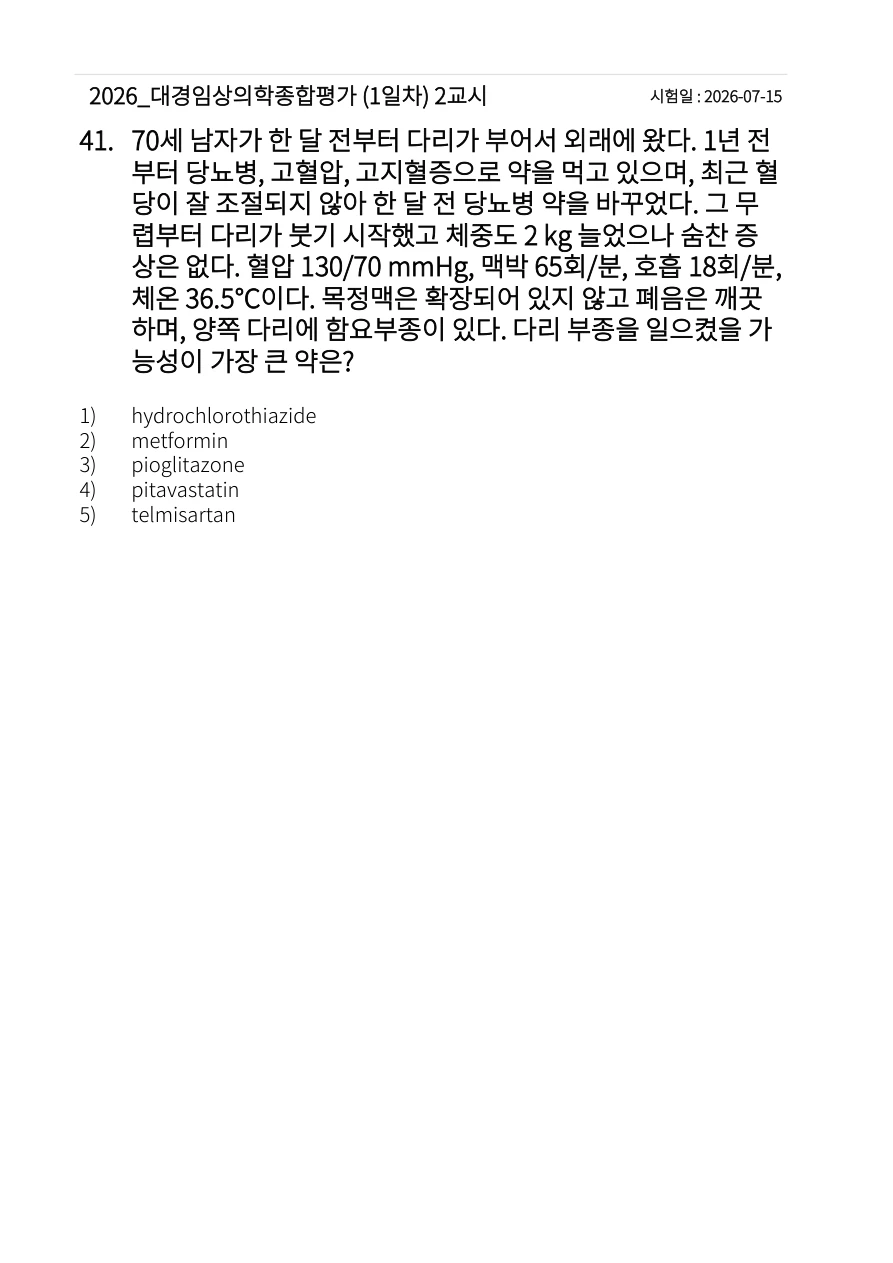 2026_대경임상의학종합평가 (1일차) 2교시
시험일 : 2026-07-15
41. 70세 남자가 한 달 전부터 다리가 부어서 외래에 왔다. 1년 전
부터 당뇨병, 고혈압, 고지혈증으로 약을 먹고 있으며, 최근 혈
당이 잘 조절되지 않아 한 달 전 당뇨병 약을 바꾸었다. 그 무
렵부터 다리가 붓기 시작했고 체중도 2 kg 늘었으나 숨찬 증
상은 없다. 혈압 130/70 mmHg, 맥박 65회/분, 호흡 18회/분,
체온 36.5°C이다. 목정맥은 확장되어 있지 않고 폐음은 깨끗
하며, 양쪽 다리에 함요부종이 있다. 다리 부종을 일으켰을 가
능성이 가장 큰 약은?
1) hydrochlorothiazide
2) metformin
3) pioglitazone
4) pitavastatin
5) telmisartan